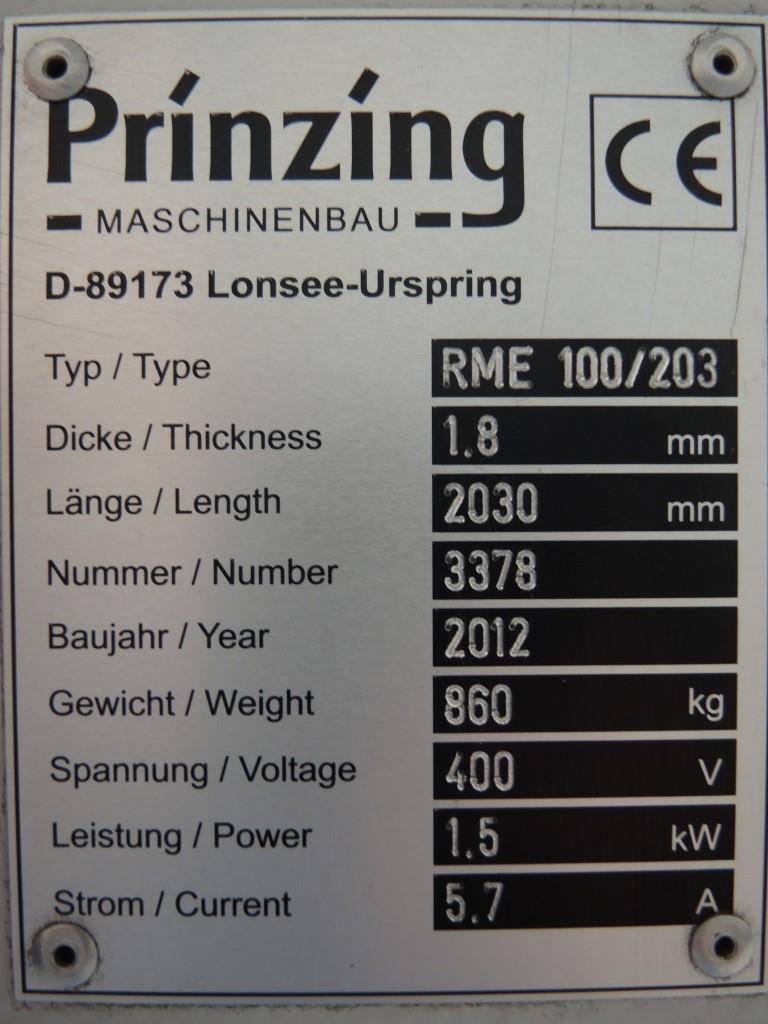 Prinzing
MASCHINENBAU
CE
D-89173 Lonsee-Urspring
Typ / Type RME 100/203
Dicke / Thickness 1.8 mm
Länge / Length 2030 mm
Nummer / Number 3378
Baujahr / Year 2012
Gewicht / Weight 860 kg
Spannung / Voltage 400 V
Leistung / Power 1.5 kW
Strom / Current 5.7 A